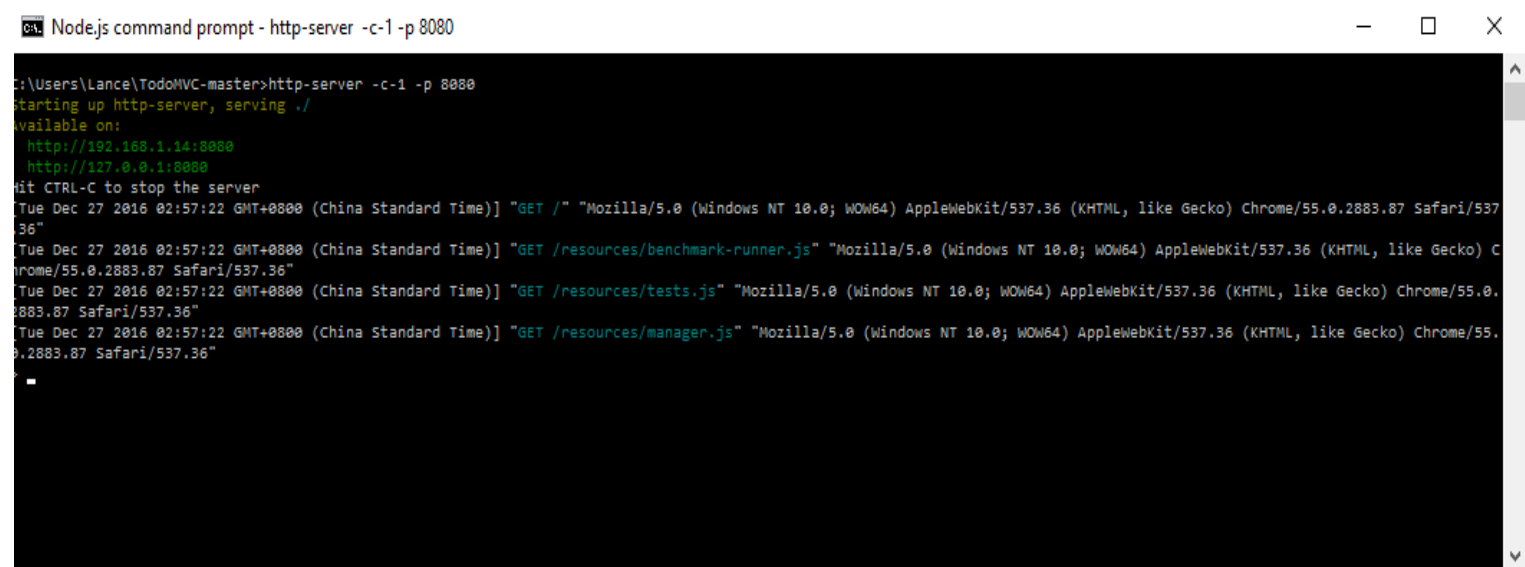 Node.js command prompt - http-server -c-1 -p 8080
C:\Users\Lance\TodoMVC-master>http-server -c-1 -p 8080
Starting up http-server, serving ./
Available on:
http://192.168.1.14:8080
http://127.0.0.1:8080
Hit CTRL-C to stop the server
[Tue Dec 27 2016 02:57:22 GMT+0800 (China Standard Time)] "GET /" "Mozilla/5.0 (Windows NT 10.0; WOW64) AppleWebKit/537.36 (KHTML, like Gecko) Chrome/55.0.2883.87 Safari/537
.36"
[Tue Dec 27 2016 02:57:22 GMT+0800 (China Standard Time)] "GET /resources/benchmark-runner.js" "Mozilla/5.0 (Windows NT 10.0; WOW64) AppleWebKit/537.36 (KHTML, like Gecko) C
hrome/55.0.2883.87 Safari/537.36"
[Tue Dec 27 2016 02:57:22 GMT+0800 (China Standard Time)] "GET /resources/tests.js" "Mozilla/5.0 (Windows NT 10.0; WOW64) AppleWebKit/537.36 (KHTML, like Gecko) Chrome/55.0.
2883.87 Safari/537.36"
[Tue Dec 27 2016 02:57:22 GMT+0800 (China Standard Time)] "GET /resources/manager.js" "Mozilla/5.0 (Windows NT 10.0; WOW64) AppleWebKit/537.36 (KHTML, like Gecko) Chrome/55.
0.2883.87 Safari/537.36"
>